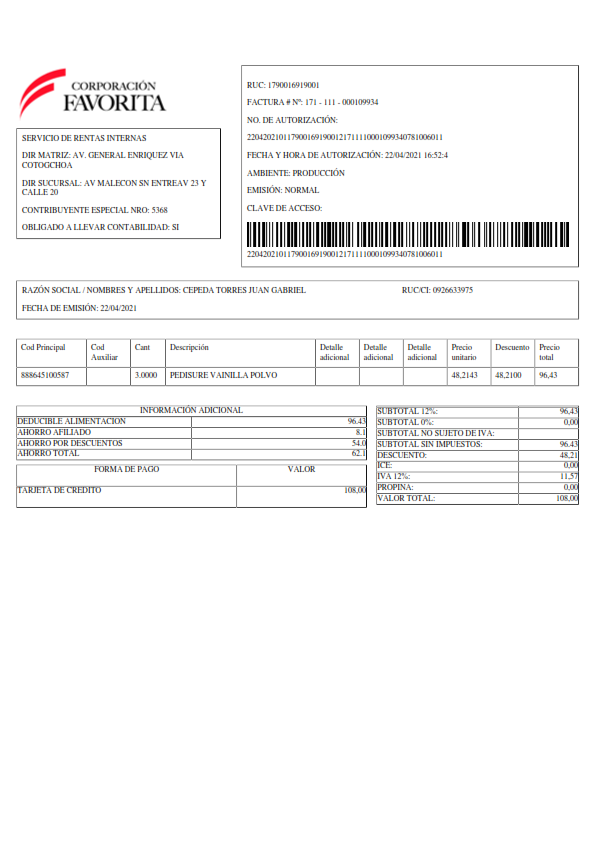 CORPORACIÓN
FAVORITA
SERVICIO DE RENTAS INTERNAS
DIR MATRIZ: AV. GENERAL ENRIQUEZ VIA
COTOGCHOA
DIR SUCURSAL: AV MALECON SN ENTREAV 23 Y
CALLE 20
CONTRIBUYENTE ESPECIAL NRO: 5368
OBLIGADO A LLEVAR CONTABILIDAD: SI
RUC: 1790016919001
FACTURA # Nº: 171 - 111 - 000109934
NO. DE AUTORIZACIÓN:
2204202101179001691900121711110001099340781006011
FECHA Y HORA DE AUTORIZACIÓN: 22/04/2021 16:52:4
AMBIENTE: PRODUCCIÓN
EMISIÓN: NORMAL
CLAVE DE ACCESO:
2204202101179001691900121711110001099340781006011
RAZÓN SOCIAL / NOMBRES Y APELLIDOS: CEPEDA TORRES JUAN GABRIEL RUC/CI: 0926633975
FECHA DE EMISIÓN: 22/04/2021
Cod Principal Cod Auxiliar Cant Descripción Detalle adicional Detalle adicional Detalle adicional Precio unitario Descuento Precio total
888645100587 3.0000 PEDISURE VAINILLA POLVO 48,2143 48,2100 96,43
INFORMACIÓN ADICIONAL
DEDUCIBLE ALIMENTACION 96.43
AHORRO AFILIADO 8.1
AHORRO POR DESCUENTOS 54.0
AHORRO TOTAL 62.1
FORMA DE PAGO VALOR
TARJETA DE CREDITO 108,00
SUBTOTAL 12%: 96,43
SUBTOTAL 0%: 0,00
SUBTOTAL NO SUJETO DE IVA:
SUBTOTAL SIN IMPUESTOS: 96.43
DESCUENTO: 48,21
ICE: 0,00
IVA 12%: 11,57
PROPINA: 0,00
VALOR TOTAL: 108,00